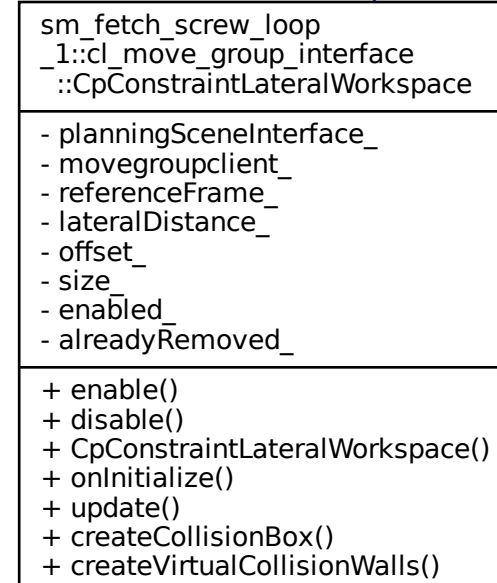 sm_fetch_screw_loop
_1::cl_move_group_interface
::CpConstraintLateralWorkspace
- planningSceneInterface_
- movegroupclient_
- referenceFrame_
- lateralDistance_
- offset_
- size_
- enabled_
- alreadyRemoved_
+ enable()
+ disable()
+ CpConstraintLateralWorkspace()
+ onInitialize()
+ update()
+ createCollisionBox()
+ createVirtualCollisionWalls()